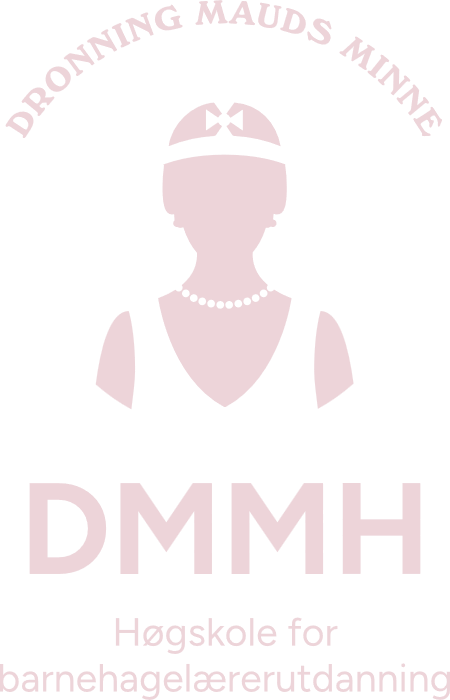 DRONNING MAUDS MINNE
DMMH
Høgskole for
barnehagelærerutdanning